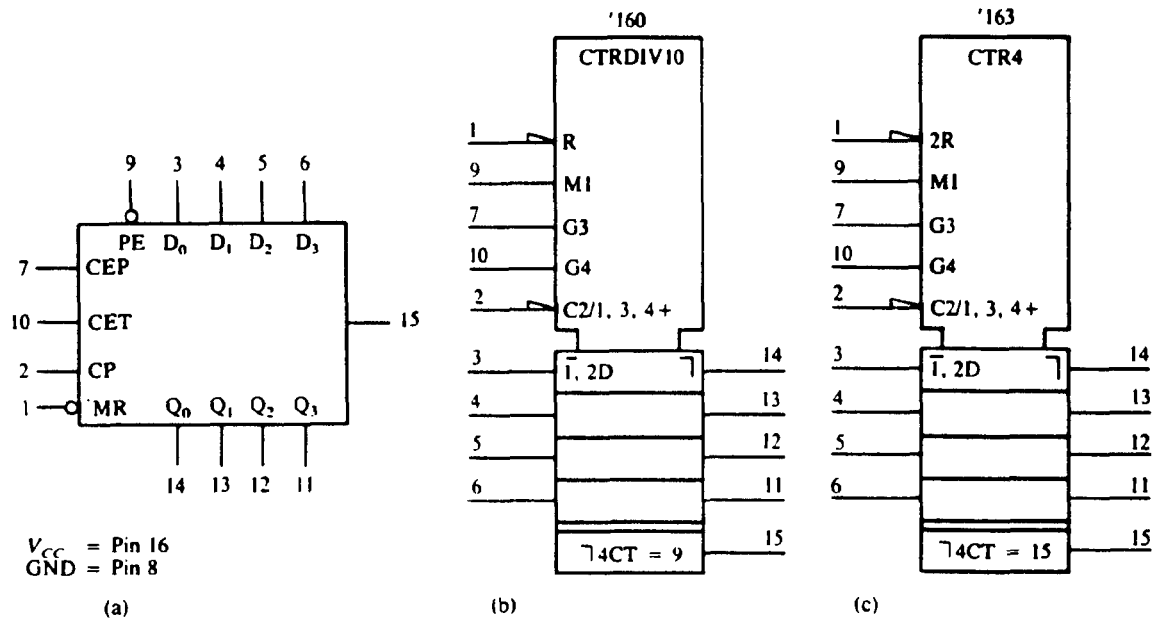 9 3 4 5 6
PE D₀ D₁ D₂ D₃
7 CEP
10 CET 15
2 CP
1 MR Q₀ Q₁ Q₂ Q₃
14 13 12 11
V_CC = Pin 16
GND = Pin 8
(a)
'160
CTRDIV10
1 R
9 M1
7 G3
10 G4
2 C2/1, 3, 4+
3 1̅, 2D ┐ 14
4 13
5 12
6 11
┐4CT = 9 15
(b)
'163
CTR4
1 2R
9 M1
7 G3
10 G4
2 C2/1, 3, 4+
3 1̅, 2D ┐ 14
4 13
5 12
6 11
┐4CT = 15 15
(c)